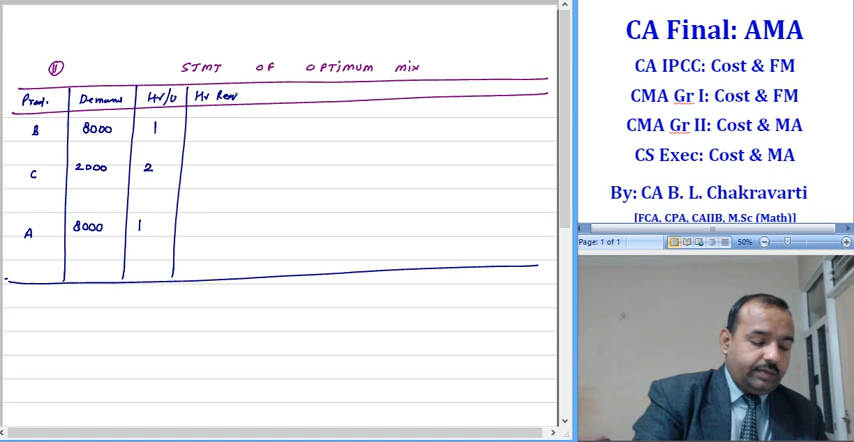 (ii) STMT OF OPTIMUM MIX
Prod. Demand Hr/U Hr Req
B 8000 1
C 2000 2
A 8000 1
CA Final: AMA
CA IPCC: Cost & FM
CMA Gr I: Cost & FM
CMA Gr II: Cost & MA
CS Exec: Cost & MA
By: CA B. L. Chakravarti
[FCA, CPA, CAIIB, M.Sc (Math)]
Page: 1 of 1 50%